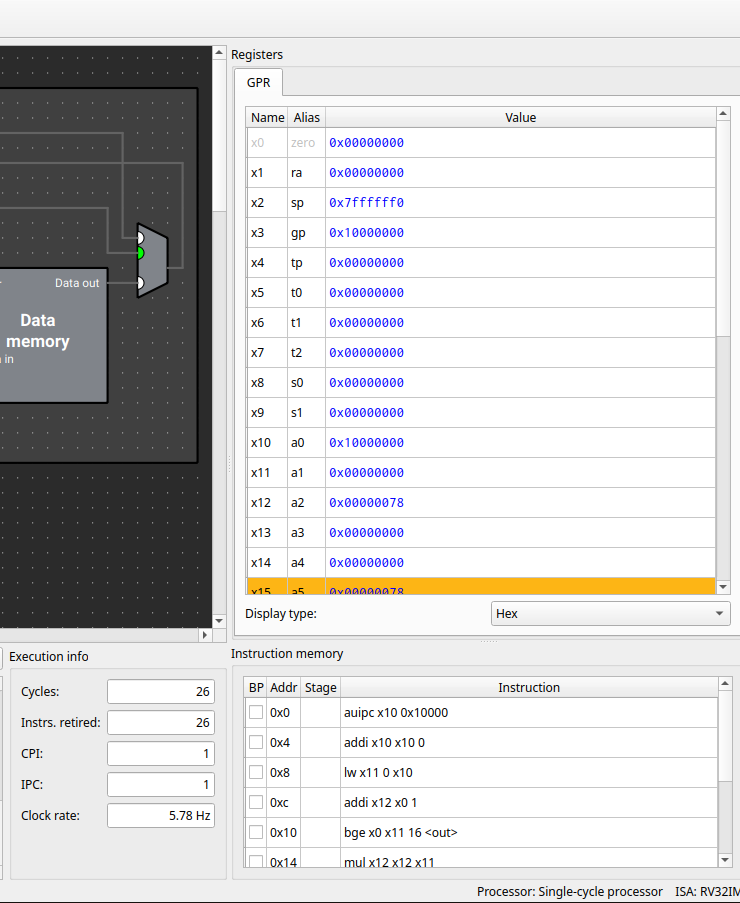 Registers
GPR
Name Alias Value
x0 zero 0x00000000
x1 ra 0x00000000
x2 sp 0x7ffffff0
x3 gp 0x10000000
x4 tp 0x00000000
x5 t0 0x00000000
x6 t1 0x00000000
x7 t2 0x00000000
x8 s0 0x00000000
x9 s1 0x00000000
x10 a0 0x10000000
x11 a1 0x00000000
x12 a2 0x00000078
x13 a3 0x00000000
x14 a4 0x00000000
x15 a5 0x00000078
Display type: Hex
Data out
Data
memory
in
Execution info
Cycles: 26
Instrs. retired: 26
CPI: 1
IPC: 1
Clock rate: 5.78 Hz
Instruction memory
BP Addr Stage Instruction
0x0 auipc x10 0x10000
0x4 addi x10 x10 0
0x8 lw x11 0 x10
0xc addi x12 x0 1
0x10 bge x0 x11 16 <out>
0x14 mul x12 x12 x11
Processor: Single-cycle processor ISA: RV32IM